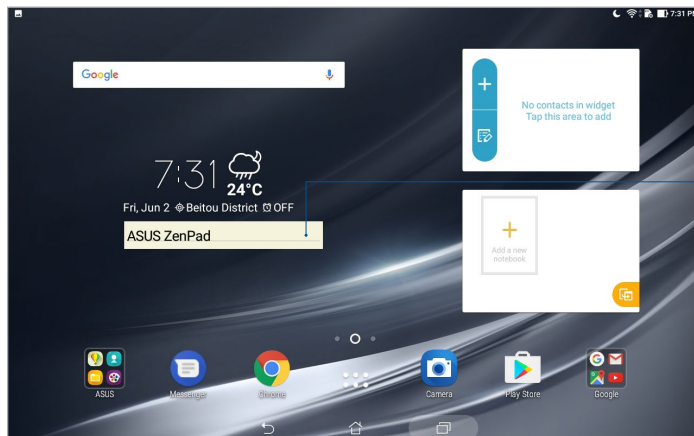 7:31 PM
Google
No contacts in widget
Tap this area to add
7:31
24°C
Fri, Jun 2 Beitou District OFF
ASUS ZenPad
Add a new
notebook
ASUS
Messenger
Chrome
Camera
Play Store
Google